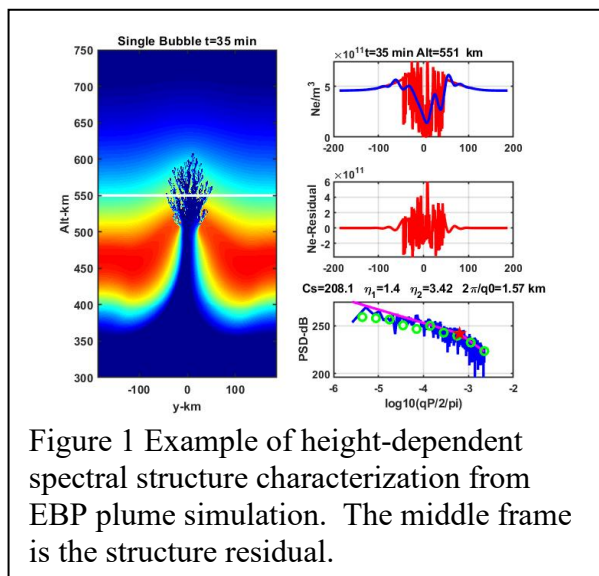 Single Bubble t=35 min
750
700
650
600
550
500
450
400
350
300
Alt-km
-100 0 100
y-km
×10¹¹ t=35 min Alt=551 km
Ne/m³
5
0
-200 -100 0 100 200
×10¹¹
Ne-Residual
6
4
2
0
-2
-200 -100 0 100 200
Cs=208.1 η₁=1.4 η₂=3.42 2π/q0=1.57 km
PSD-dB
250
200
-6 -5 -4 -3 -2
log10(qP/2/pi)
Figure 1 Example of height-dependent
spectral structure characterization from
EBP plume simulation. The middle frame
is the structure residual.